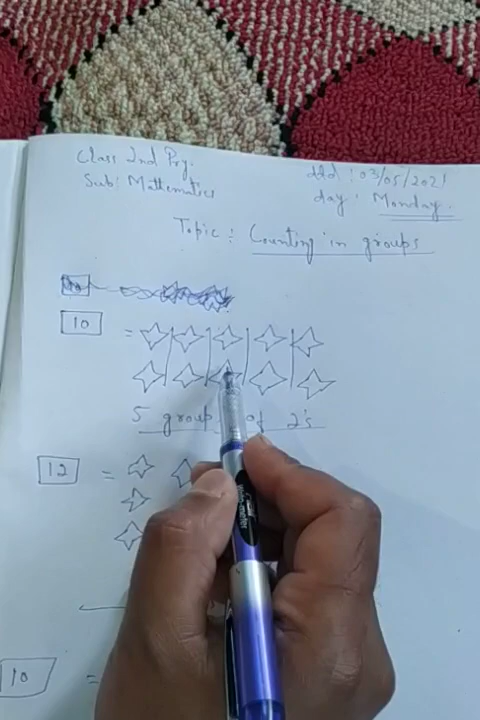 Class 2nd Pry.
Sub: Mathematics
dtd: 03/05/2021
day: Monday.
Topic: Counting in groups
10 =
5 groups of 2's
12 =
10 =